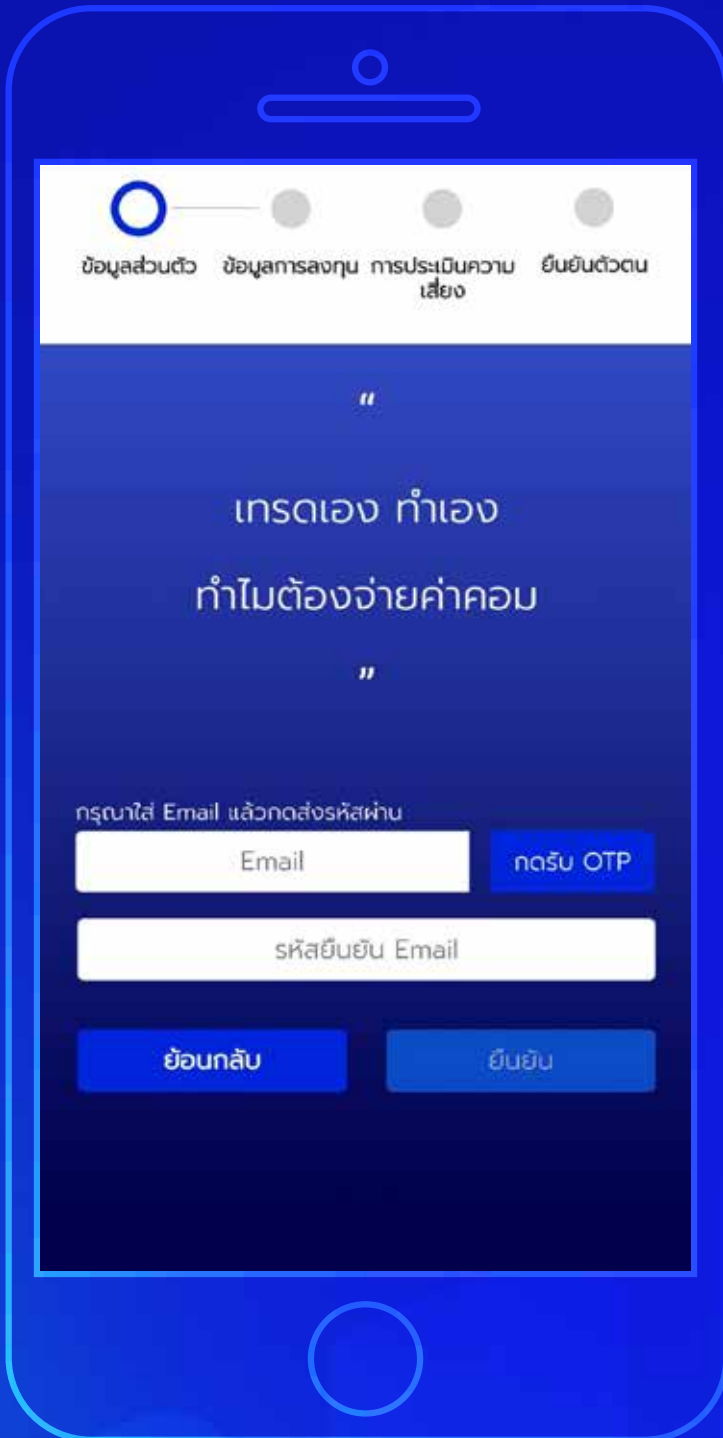 ข้อมูลส่วนตัว ข้อมูลการลงทุน การประเมินความเสี่ยง ยืนยันตัวตน
“
เทรดเอง ทำเอง
ทำไมต้องจ่ายค่าคอม
”
กรุณาใส่ Email แล้วกดส่งรหัสผ่าน
Email กดรับ OTP
รหัสยืนยัน Email
ย้อนกลับ ยืนยัน